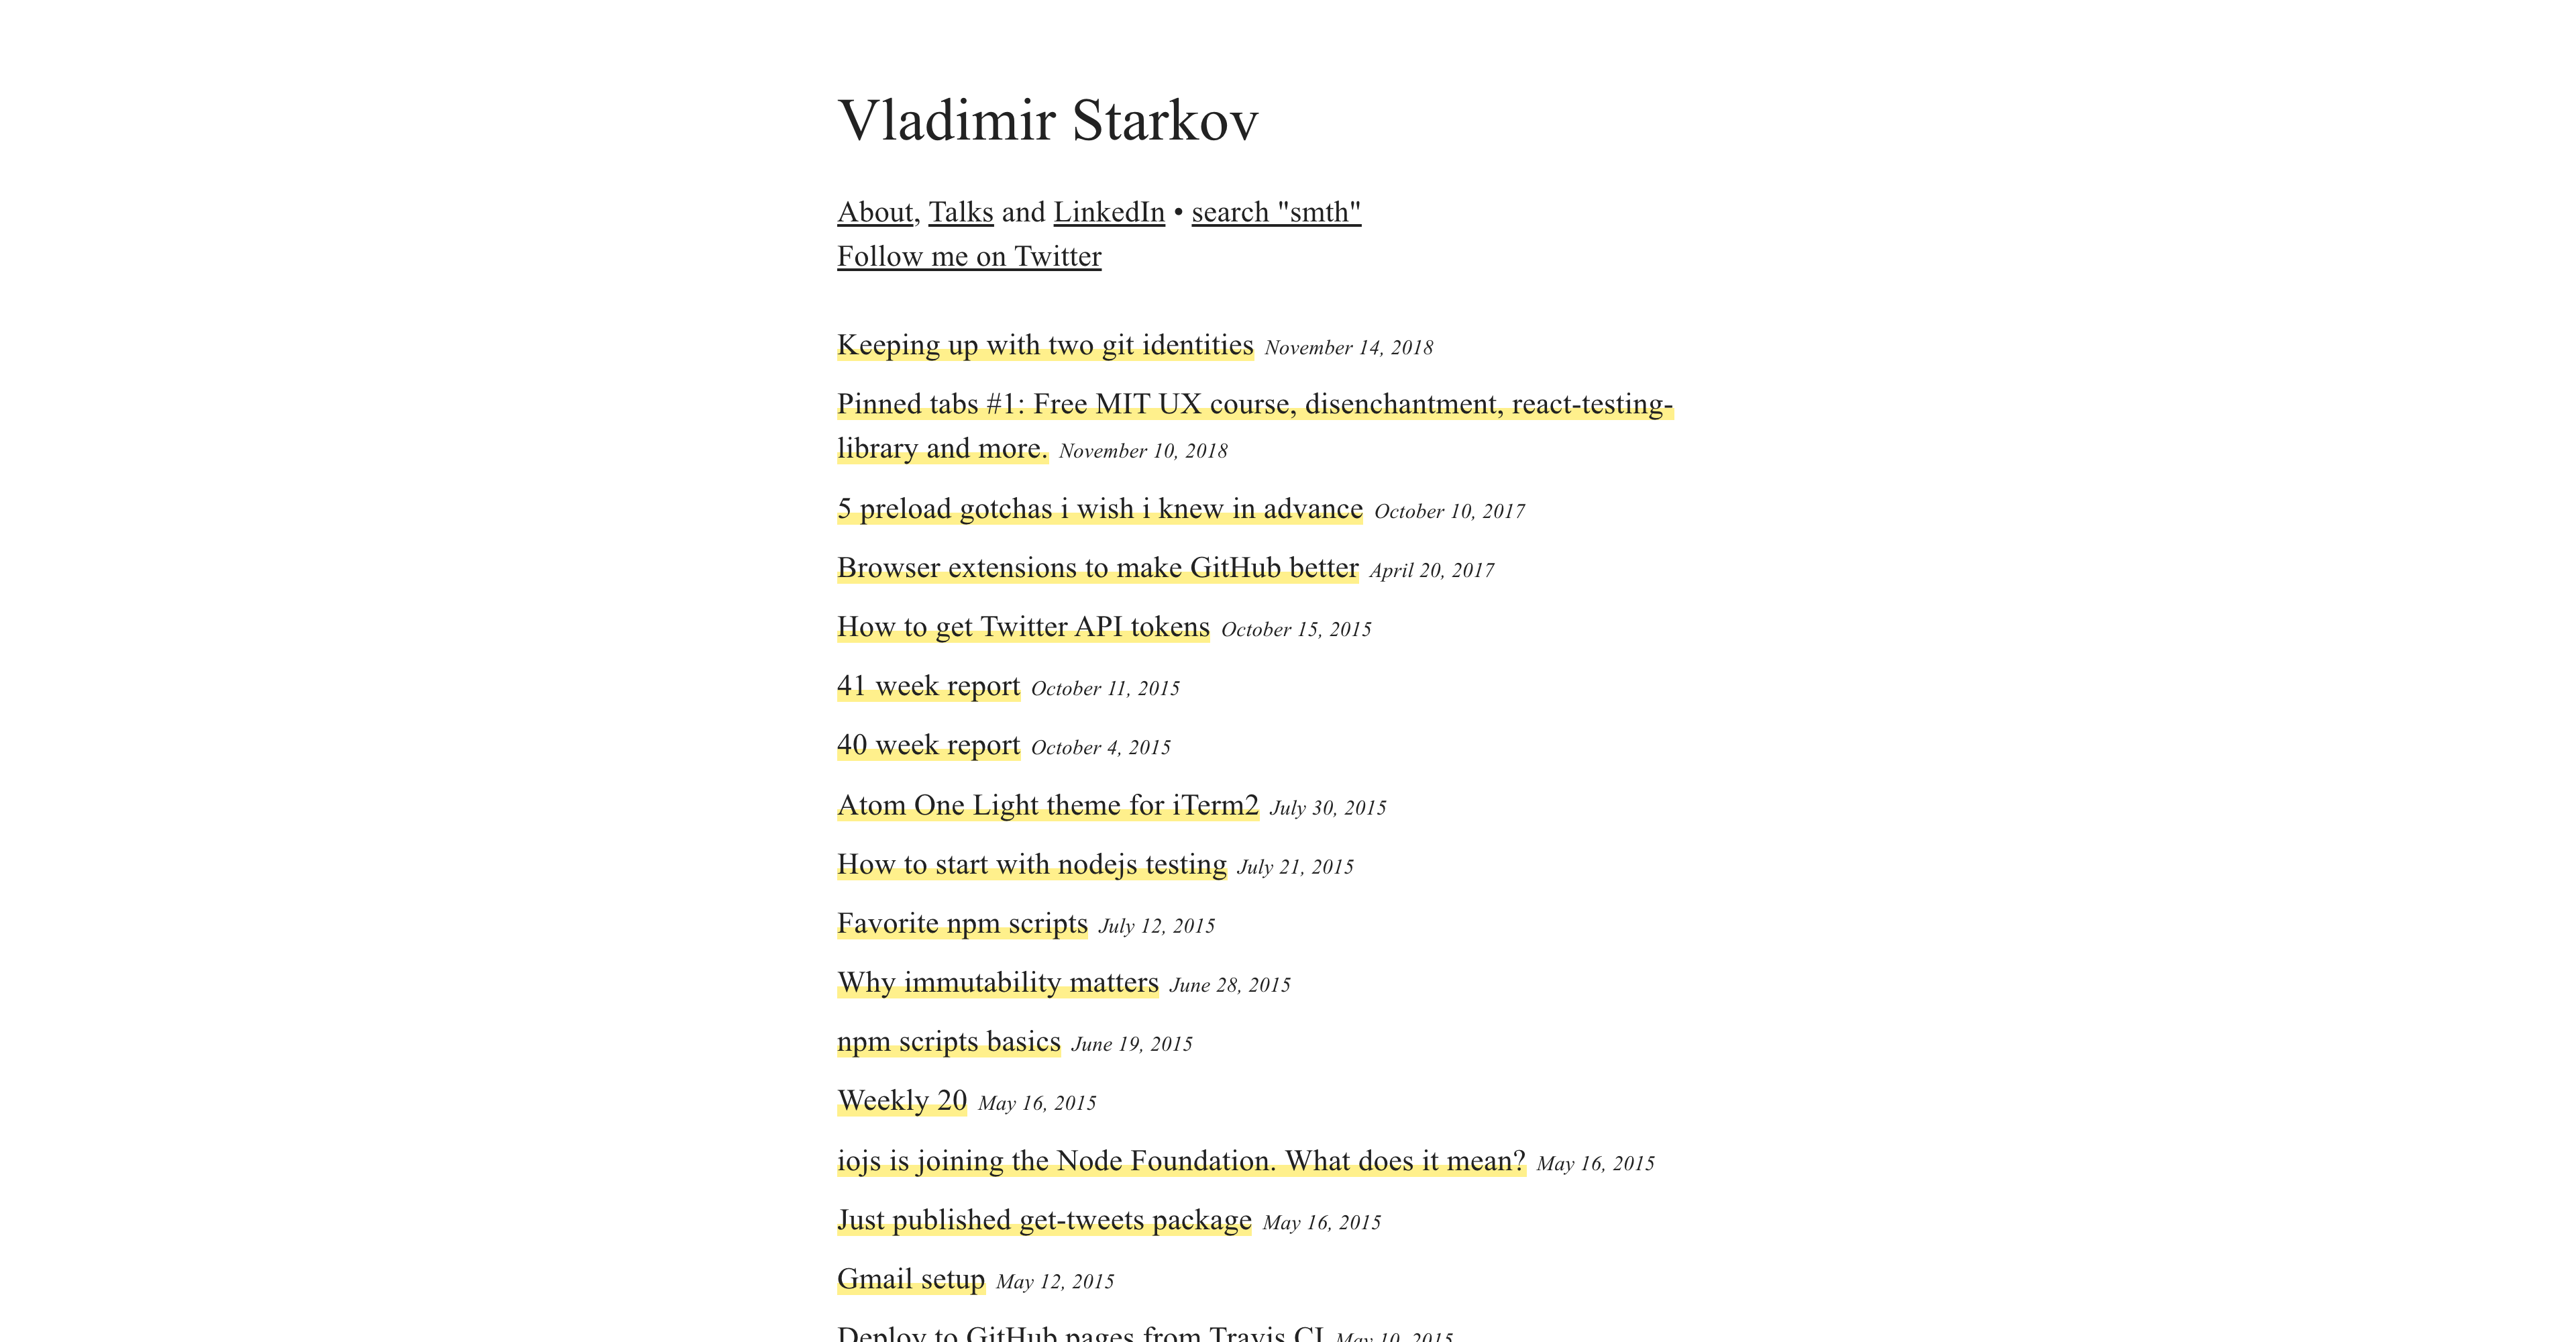 Vladimir Starkov
About, Talks and LinkedIn • search "smth"
Follow me on Twitter
Keeping up with two git identities November 14, 2018
Pinned tabs #1: Free MIT UX course, disenchantment, react-testing-
library and more. November 10, 2018
5 preload gotchas i wish i knew in advance October 10, 2017
Browser extensions to make GitHub better April 20, 2017
How to get Twitter API tokens October 15, 2015
41 week report October 11, 2015
40 week report October 4, 2015
Atom One Light theme for iTerm2 July 30, 2015
How to start with nodejs testing July 21, 2015
Favorite npm scripts July 12, 2015
Why immutability matters June 28, 2015
npm scripts basics June 19, 2015
Weekly 20 May 16, 2015
iojs is joining the Node Foundation. What does it mean? May 16, 2015
Just published get-tweets package May 16, 2015
Gmail setup May 12, 2015
Deploy to GitHub pages from Travis CI May 10, 2015